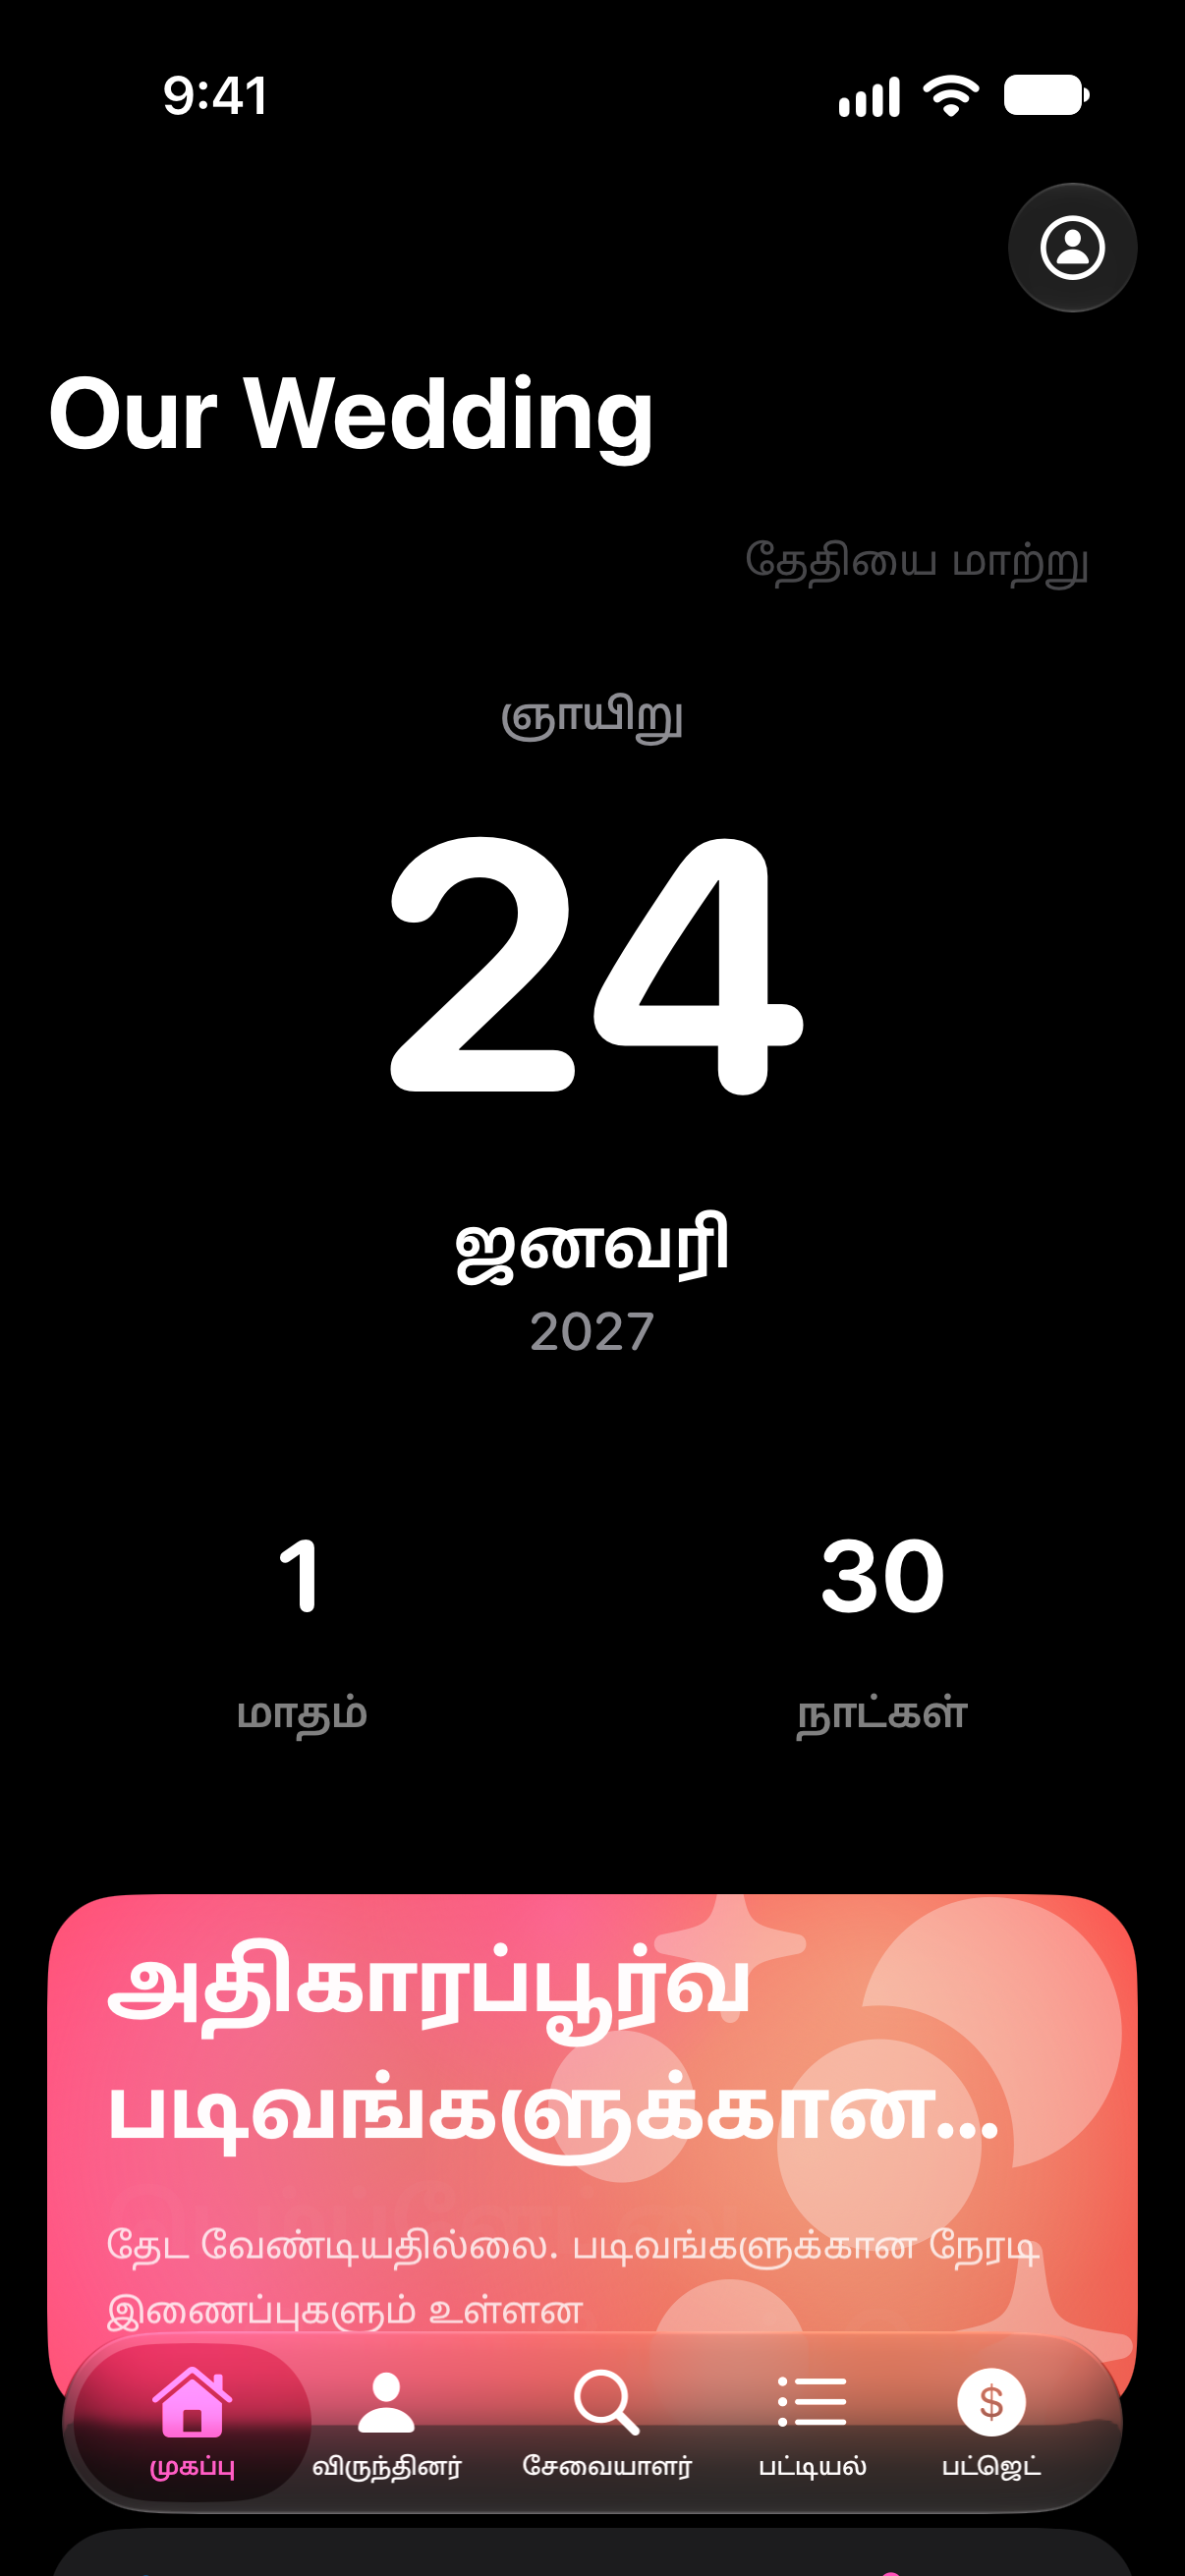 9:41
Our Wedding
தேதியை மாற்று
ஞாயிறு
24
ஜனவரி
2027
1
30
மாதம்
நாட்கள்
அதிகாரப்பூர்வ
படிவங்களுக்கான...
தேட வேண்டியதில்லை. படிவங்களுக்கான நேரடி
இணைப்புகளும் உள்ளன
முகப்பு
விருந்தினர்
சேவையாளர்
பட்டியல்
பட்ஜெட்